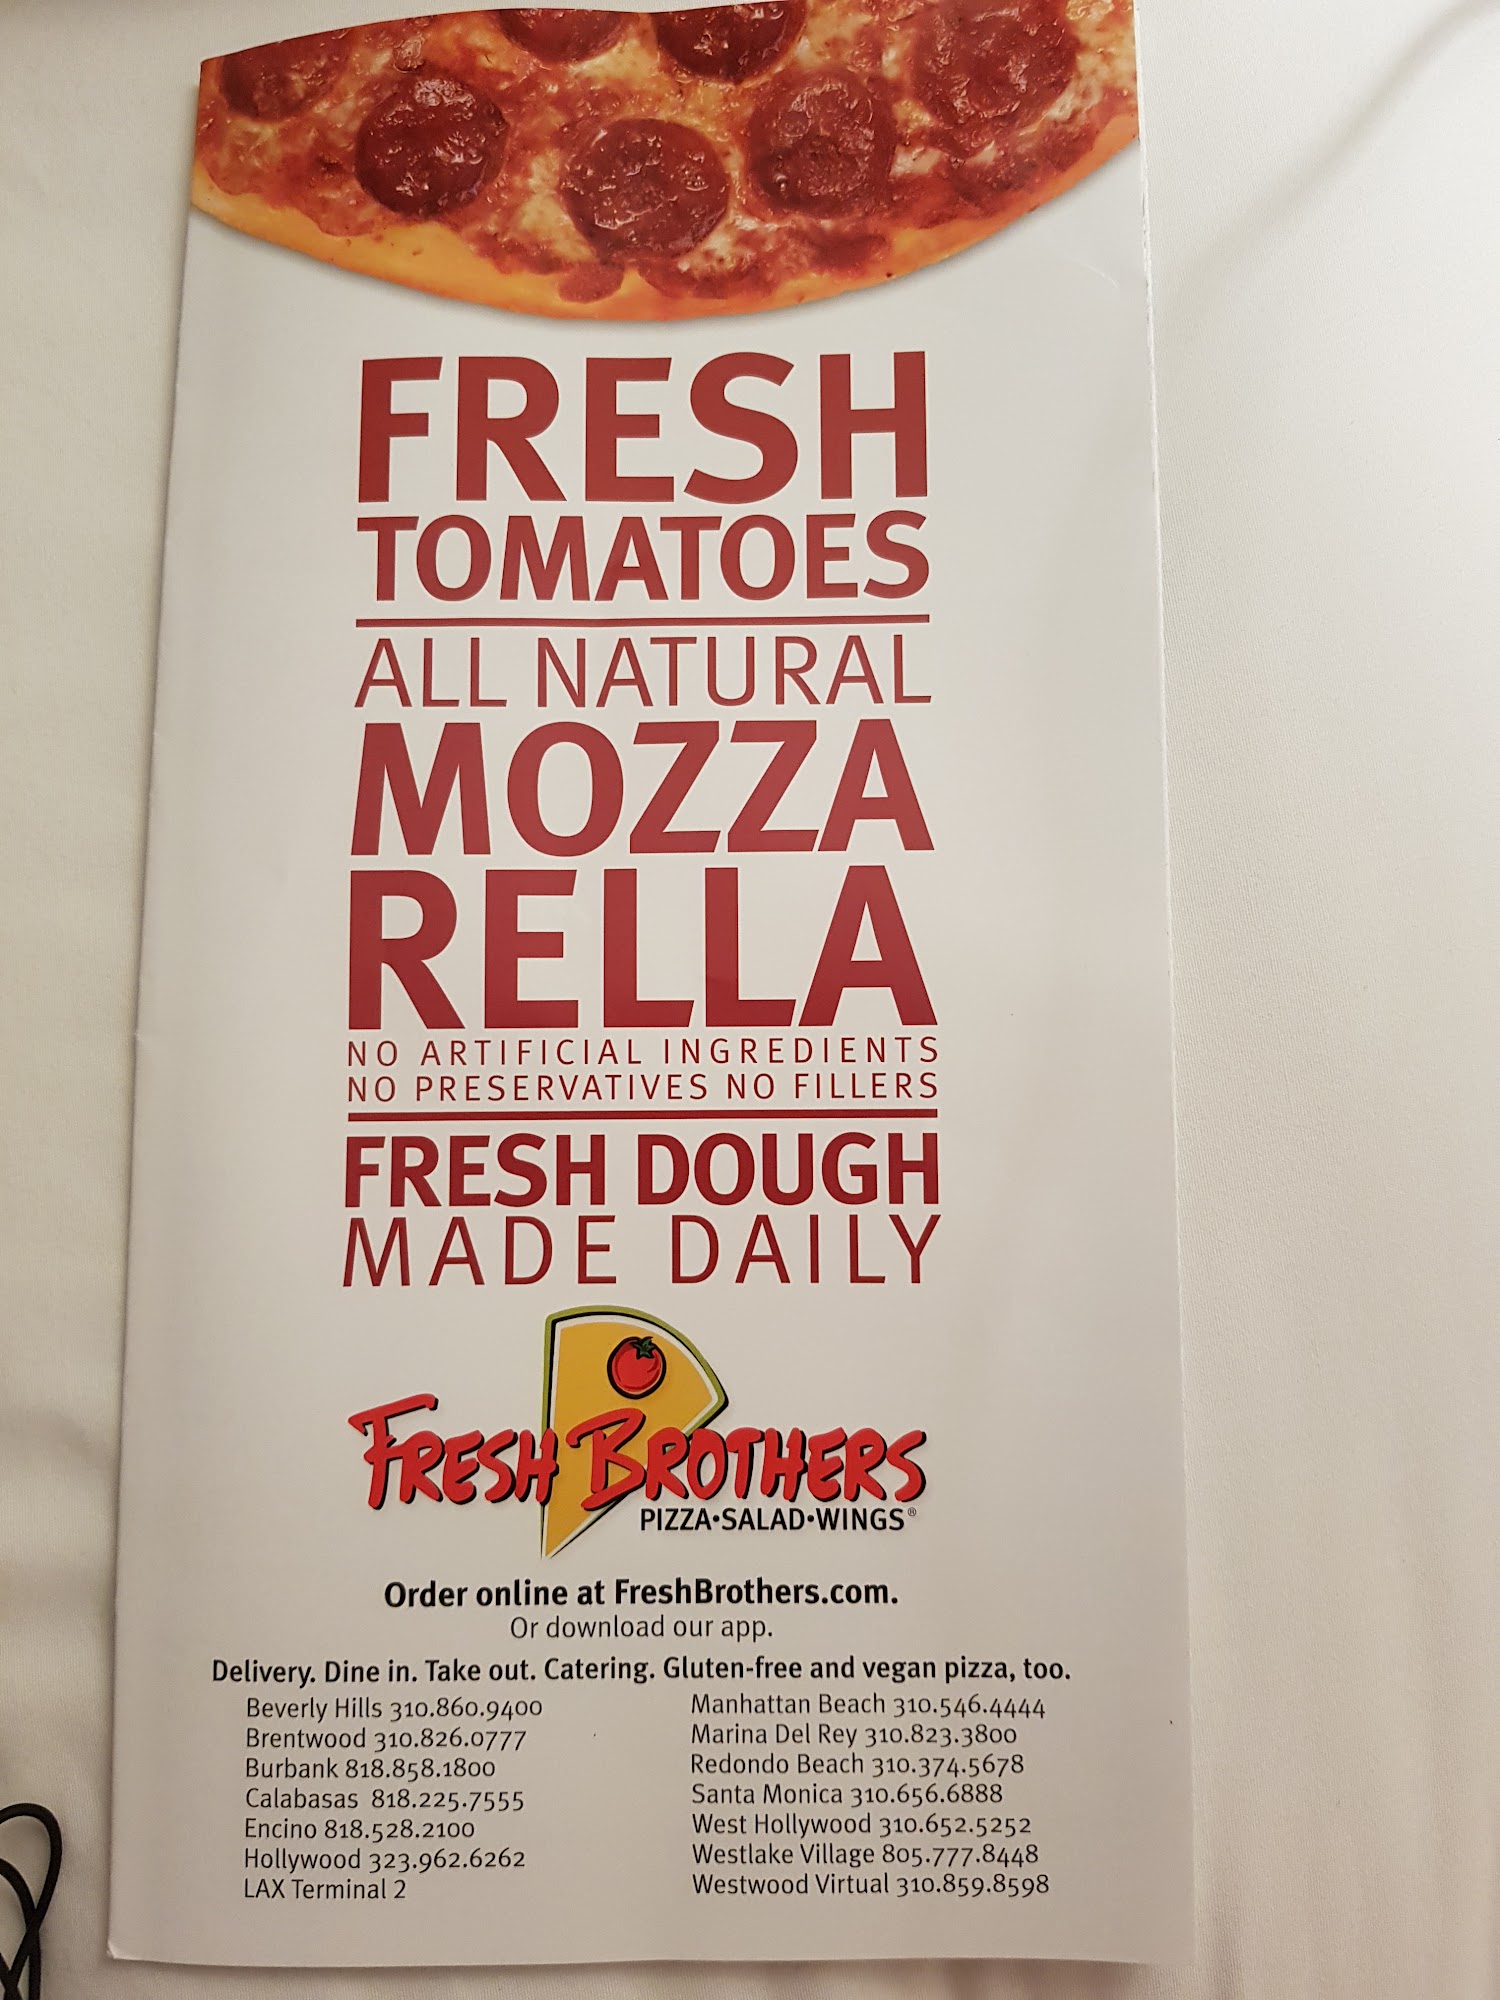 FRESH
TOMATOES
ALL NATURAL
MOZZA
RELLA
NO ARTIFICIAL INGREDIENTS
NO PRESERVATIVES NO FILLERS
FRESH DOUGH
MADE DAILY
FRESH BROTHERS
PIZZA•SALAD•WINGS®
Order online at FreshBrothers.com.
Or download our app.
Delivery. Dine in. Take out. Catering. Gluten-free and vegan pizza, too.
Beverly Hills 310.860.9400
Brentwood 310.826.0777
Burbank 818.858.1800
Calabasas 818.225.7555
Encino 818.528.2100
Hollywood 323.962.6262
LAX Terminal 2
Manhattan Beach 310.546.4444
Marina Del Rey 310.823.3800
Redondo Beach 310.374.5678
Santa Monica 310.656.6888
West Hollywood 310.652.5252
Westlake Village 805.777.8448
Westwood Virtual 310.859.8598